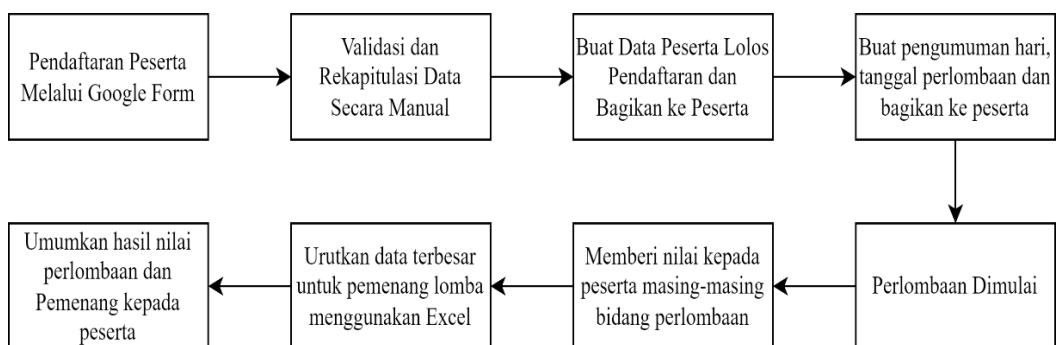 Pendaftaran Peserta
Melalui Google Form
Validasi dan
Rekapitulasi Data
Secara Manual
Buat Data Peserta Lolos
Pendaftaran dan
Bagikan ke Peserta
Buat pengumuman hari,
tanggal perlombaan dan
bagikan ke peserta
Perlombaan Dimulai
Memberi nilai kepada
peserta masing-masing
bidang perlombaan
Urutkan data terbesar
untuk pemenang lomba
menggunakan Excel
Umumkan hasil nilai
perlombaan dan
Pemenang kepada
peserta